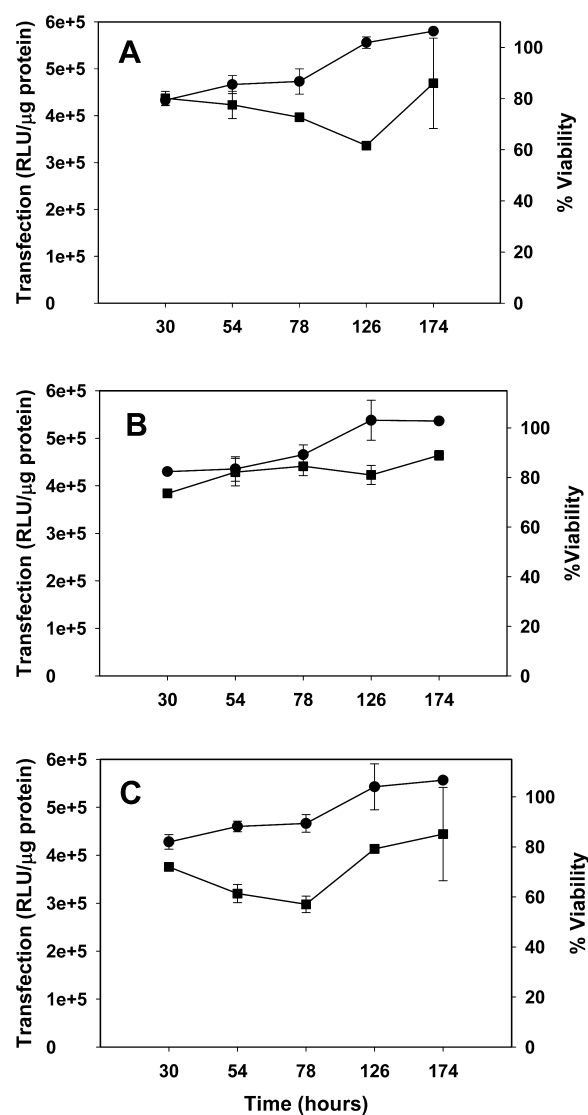 A
Transfection (RLU/µg protein)
6e+5
5e+5
4e+5
3e+5
2e+5
1e+5
0
100
80
60
40
20
0
% Viability
30 54 78 126 174
B
Transfection (RLU/µg protein)
6e+5
5e+5
4e+5
3e+5
2e+5
1e+5
0
100
80
60
40
20
0
%Viability
30 54 78 126 174
C
Transfection (RLU/µg protein)
6e+5
5e+5
4e+5
3e+5
2e+5
1e+5
0
100
80
60
40
20
0
% Viability
30 54 78 126 174
Time (hours)